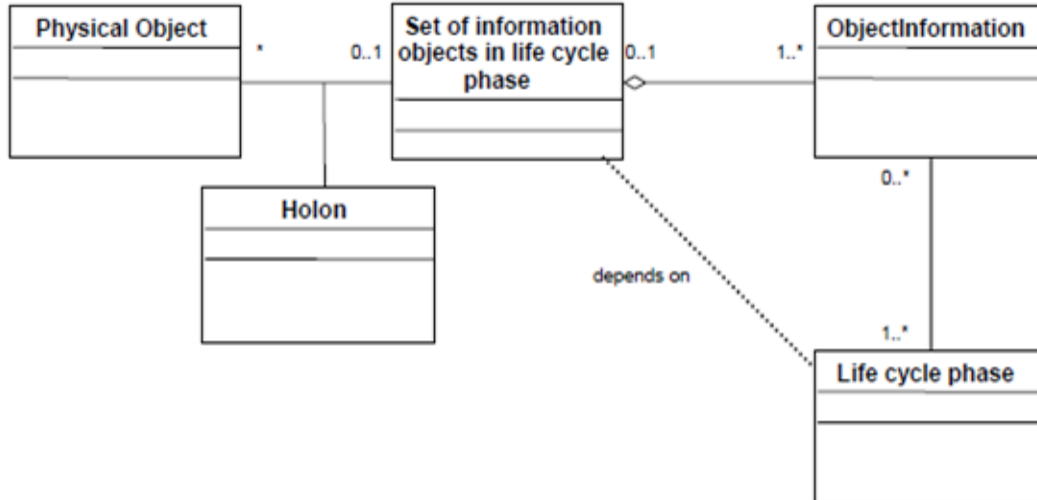 Physical Object
*
0..1
Set of information
objects in life cycle
phase
0..1
1..*
ObjectInformation
0..*
Holon
depends on
1..*
Life cycle phase